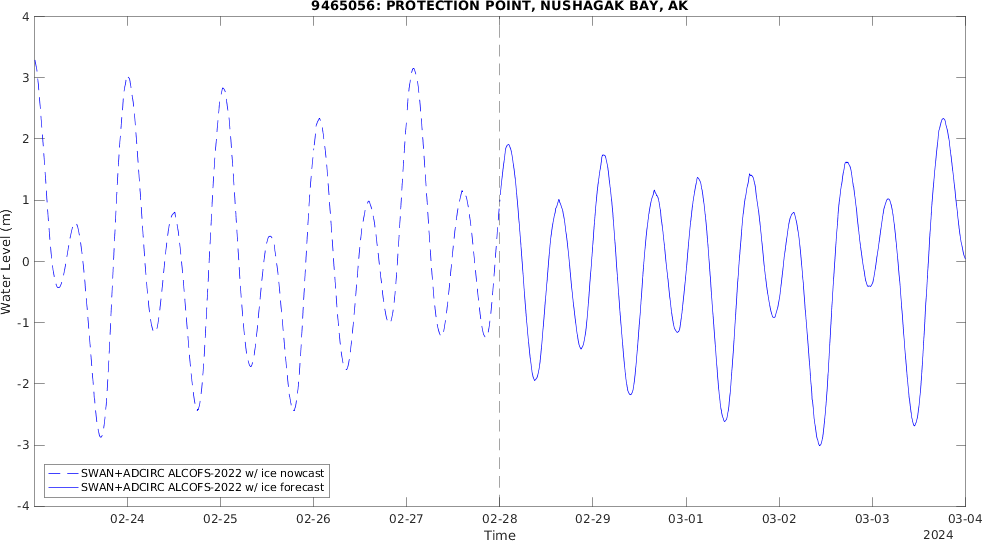 9465056: PROTECTION POINT, NUSHAGAK BAY, AK
Water Level (m)
4
3
2
1
0
-1
-2
-3
-4
SWAN+ADCIRC ALCOFS-2022 w/ ice nowcast
SWAN+ADCIRC ALCOFS-2022 w/ ice forecast
02-24 02-25 02-26 02-27 02-28 02-29 03-01 03-02 03-03 03-04
Time
2024